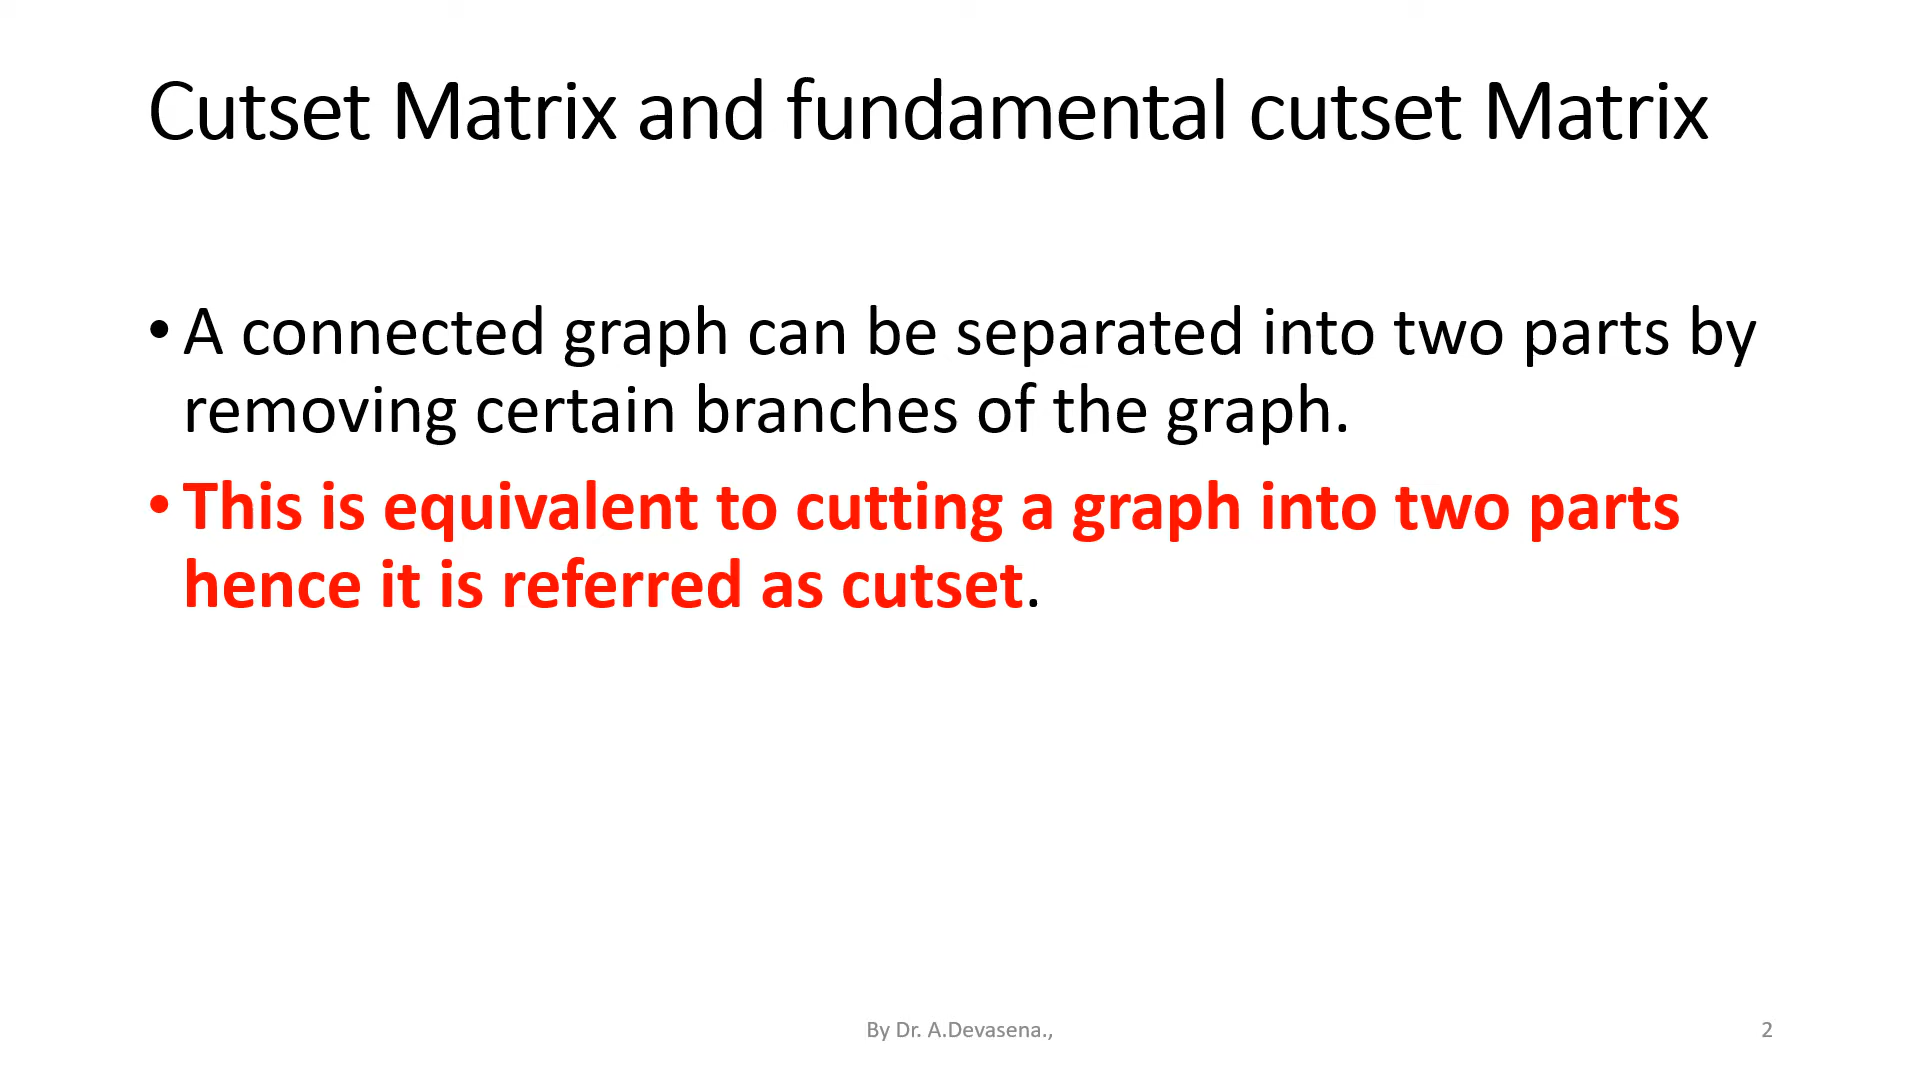 Cutset Matrix and fundamental cutset Matrix
• A connected graph can be separated into two parts by
removing certain branches of the graph.
• This is equivalent to cutting a graph into two parts
hence it is referred as cutset.
By Dr. A.Devasena.,
2